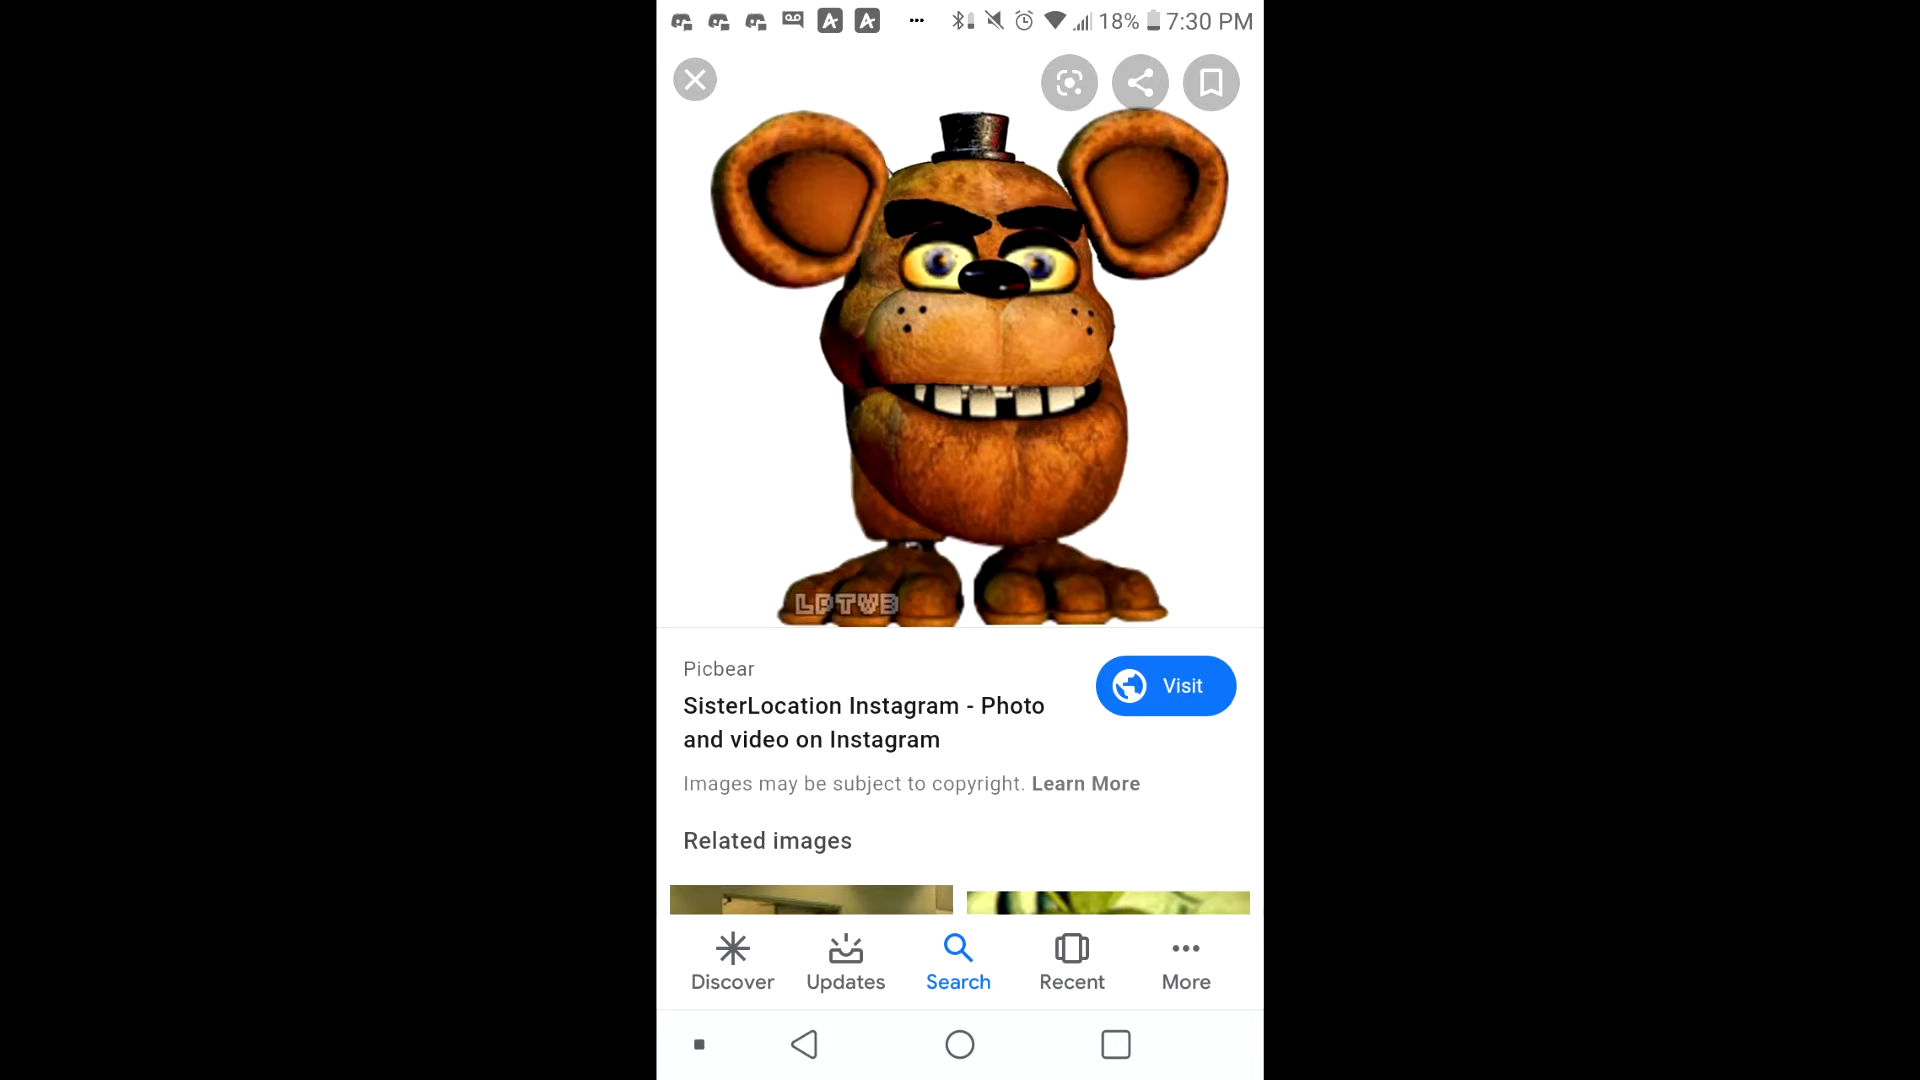 18% 7:30 PM
LDTVB
Picbear
Visit
SisterLocation Instagram - Photo
and video on Instagram
Images may be subject to copyright. Learn More
Related images
Discover Updates Search Recent More